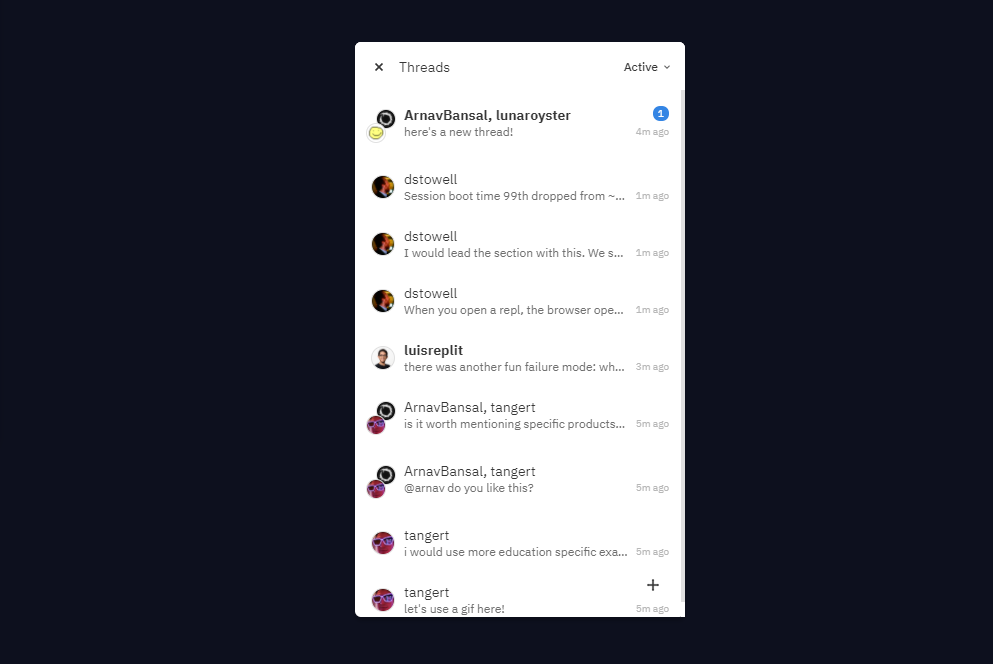 Threads
Active
ArnavBansal, lunaroyster
1
here's a new thread!
4m ago
dstowell
Session boot time 99th dropped from ~...
1m ago
dstowell
I would lead the section with this. We s...
1m ago
dstowell
When you open a repl, the browser ope...
1m ago
luisreplit
there was another fun failure mode: wh...
3m ago
ArnavBansal, tangert
is it worth mentioning specific products...
5m ago
ArnavBansal, tangert
@arnav do you like this?
5m ago
tangert
i would use more education specific exa...
5m ago
tangert
let's use a gif here!
5m ago